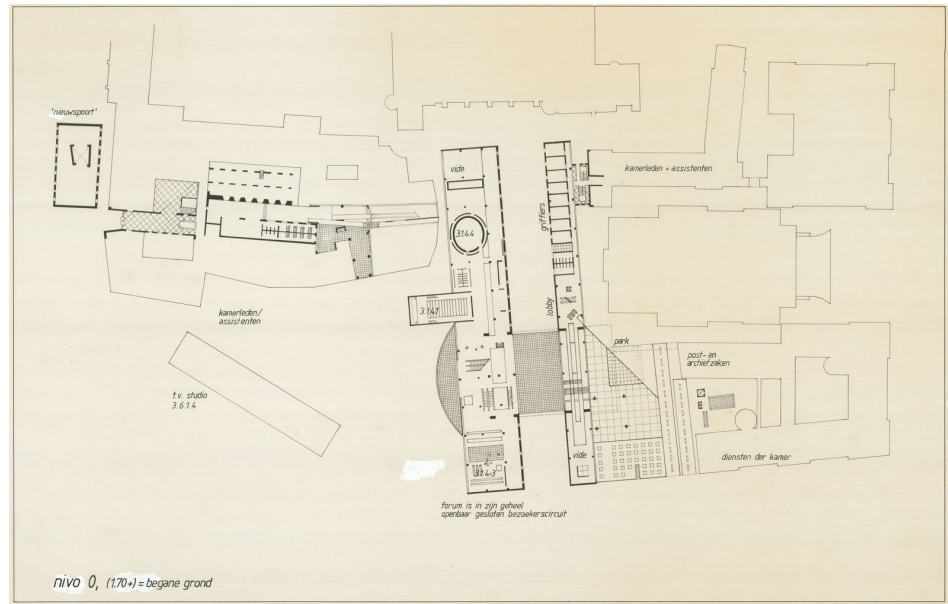 'nieuwspoort'
vide
kamerleden + assistenten
griffiers
3.1.4.4
kamerleden/
assistenten
3.1.4.1
lobby
park
post- en
archiefzaken
t.v. studio
3.6.1.4
vide
diensten der kamer
3.1.4.3
forum is in zijn geheel
openbaar gesloten bezoekerscircuit
nivo 0, (1.70+) = begane grond